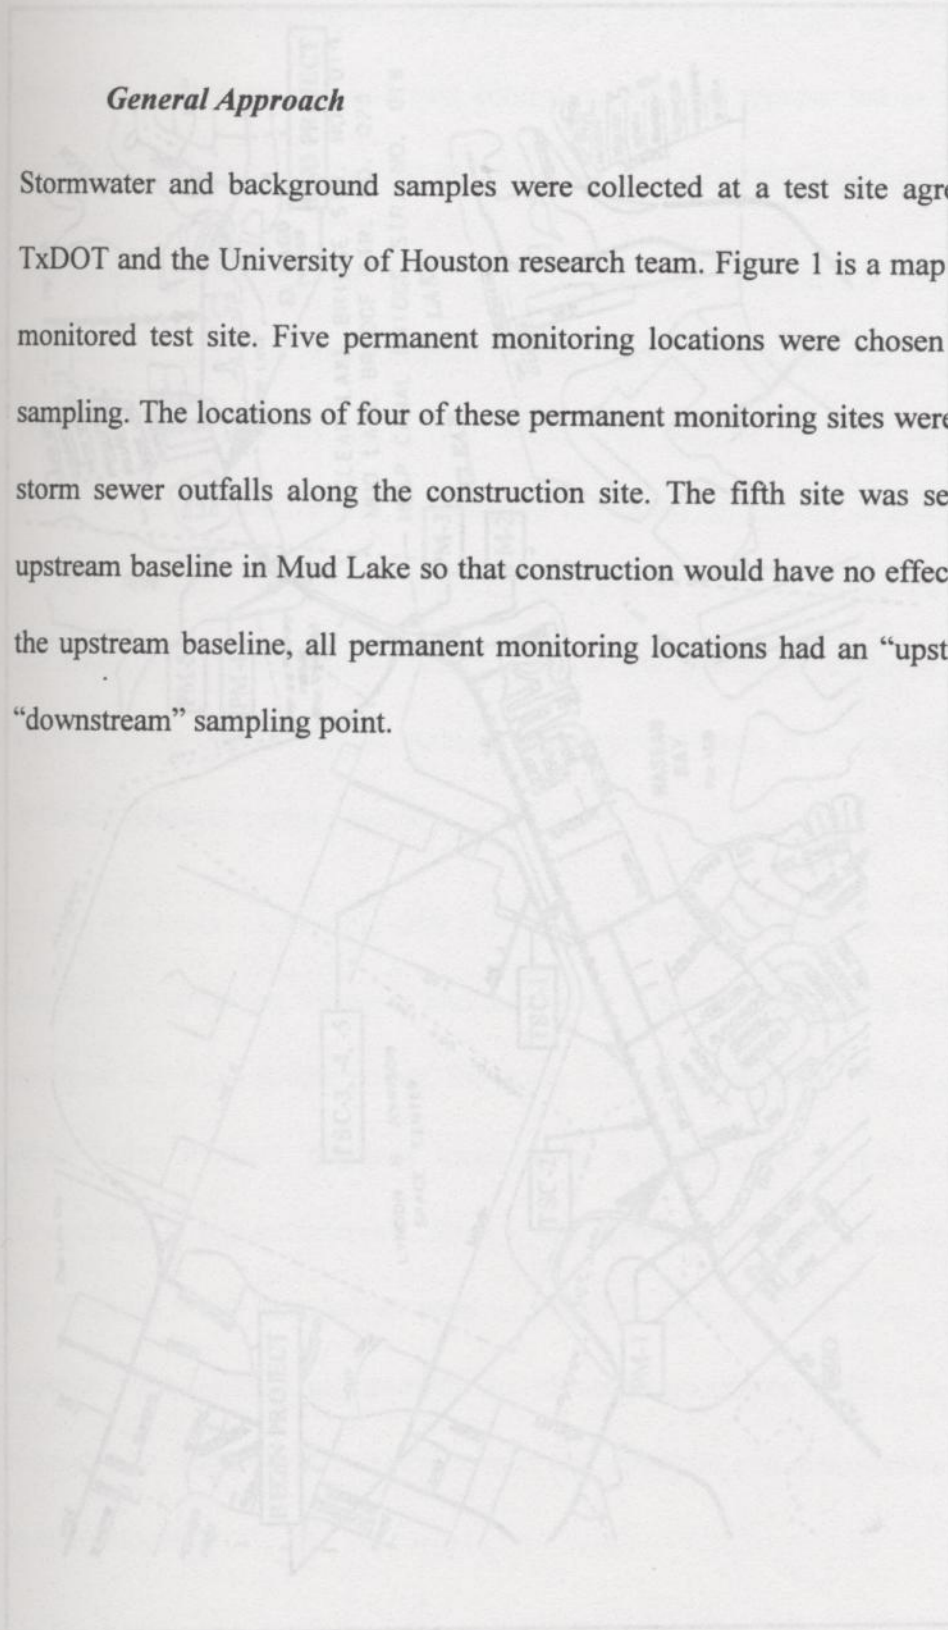 General Approach
Stormwater and background samples were collected at a test site agre
TxDOT and the University of Houston research team. Figure 1 is a map
monitored test site. Five permanent monitoring locations were chosen
sampling. The locations of four of these permanent monitoring sites were
storm sewer outfalls along the construction site. The fifth site was se
upstream baseline in Mud Lake so that construction would have no effec
the upstream baseline, all permanent monitoring locations had an “upst
“downstream” sampling point.